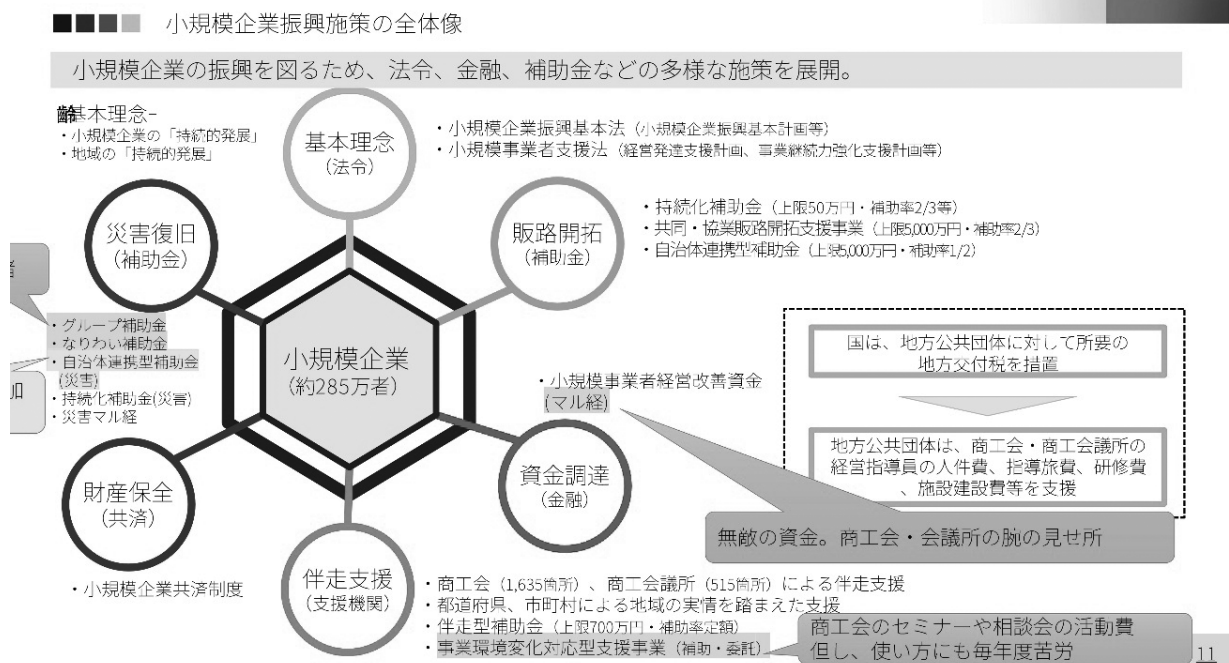 小規模企業振興施策の全体像
小規模企業の振興を図るため、法令、金融、補助金などの多様な施策を展開。
基本理念-
・小規模企業の「持続的発展」
・地域の「持続的発展」
基本理念
(法令)
・小規模企業振興基本法（小規模企業振興基本計画等）
・小規模事業者支援法（経営発達支援計画、事業継続力強化支援計画等）
災害復旧
(補助金)
販路開拓
(補助金)
・持続化補助金（上限50万円・補助率2/3等）
・共同・協業販路開拓支援事業（上限5,000万円・補助率2/3）
・自治体連携型補助金（上限5,000万円・補助率1/2）
・グループ補助金
・なりわい補助金
・自治体連携型補助金
(災害)
・持続化補助金(災害)
・災害マル経
加
小規模企業
(約285万者)
国は、地方公共団体に対して所要の
地方交付税を措置
・小規模事業者経営改善資金
(マル経)
地方公共団体は、商工会・商工会議所の
経営指導員の人件費、指導旅費、研修費
、施設建設費等を支援
財産保全
(共済)
資金調達
(金融)
無敵の資金。商工会・会議所の腕の見せ所
・小規模企業共済制度
伴走支援
(支援機関)
・商工会（1,635箇所）、商工会議所（515箇所）による伴走支援
・都道府県、市町村による地域の実情を踏まえた支援
・伴走型補助金（上限700万円・補助率定額）
・事業環境変化対応型支援事業（補助・委託）
商工会のセミナーや相談会の活動費
但し、使い方にも毎年度苦労
11